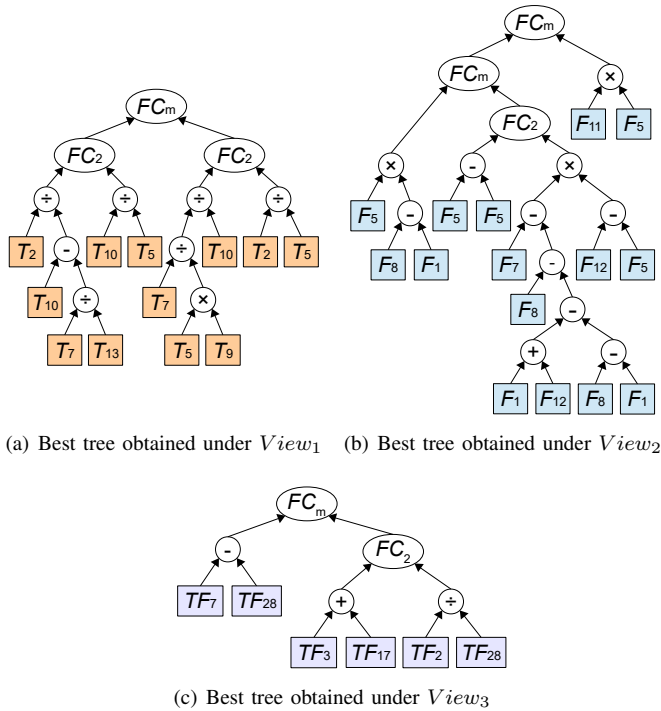 FCm
FCm
FCm
×
FC2
FC2
F11 F5
FC2
×
-
×
÷ ÷ ÷ ÷
F5 - F5 F5 - -
T2 - T10 T5 ÷ T10 T2 T5
F8 F1 F7 - F12 F5
T10 ÷ T7 ×
F8 -
T7 T13 T5 T9
+ -
F1 F12 F8 F1
(a) Best tree obtained under View1 (b) Best tree obtained under View2
FCm
- FC2
TF7 TF28 + ÷
TF3 TF17 TF2 TF28
(c) Best tree obtained under View3